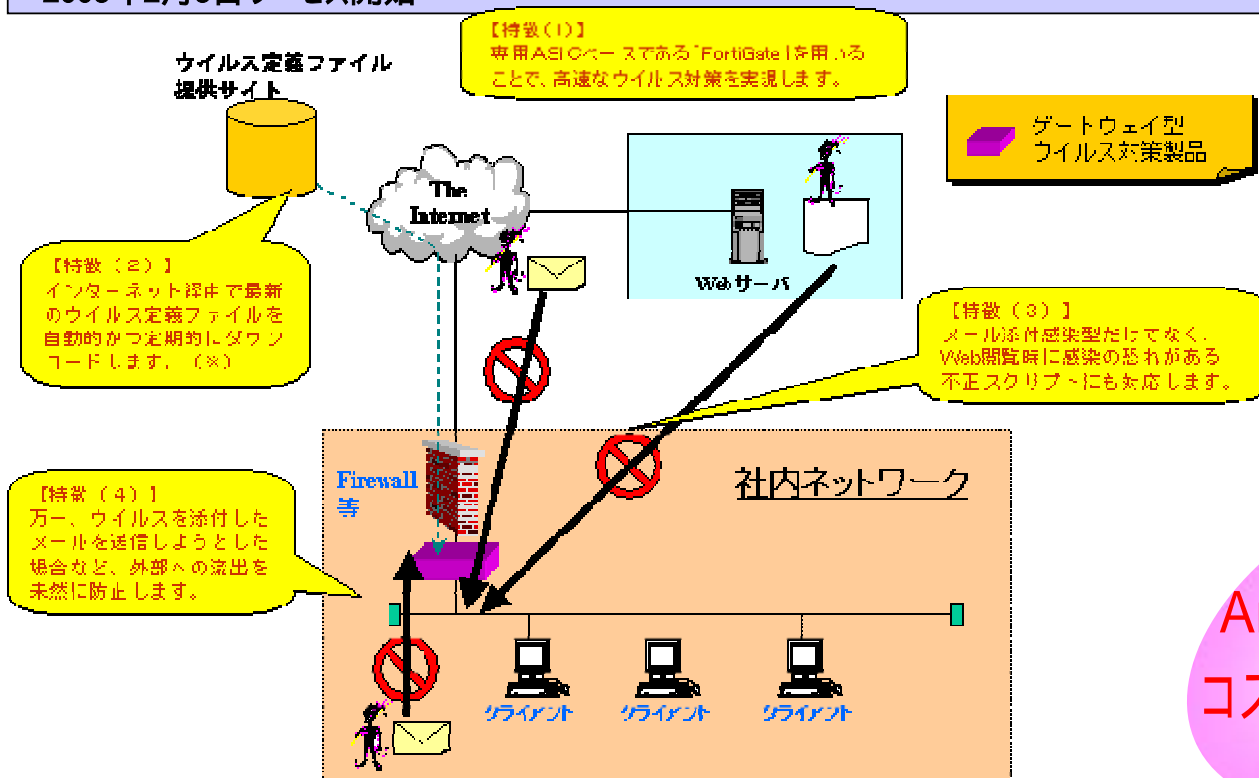 【特徴(1)】
専用ASICベースである「FortiGate」を用いる
ことで、高速なウイルス対策を実現します。
ウイルス定義ファイル
提供サイト
ゲートウェイ型
ウイルス対策製品
The
Internet
Webサーバ
【特徴（2）】
インターネット経由で最新
のウイルス定義ファイルを
自動的かつ定期的にダウン
ロードします。（※）
【特徴（3）】
メール添付感染型だけでなく、
Web閲覧時に感染の恐れがある
不正スクリプトにも対応します。
Firewall
等
社内ネットワーク
【特徴（4）】
万一、ウイルスを添付した
メールを送信しようとした
場合など、外部への流出を
未然に防止します。
クライアント
クライアント
クライアント
A
コス